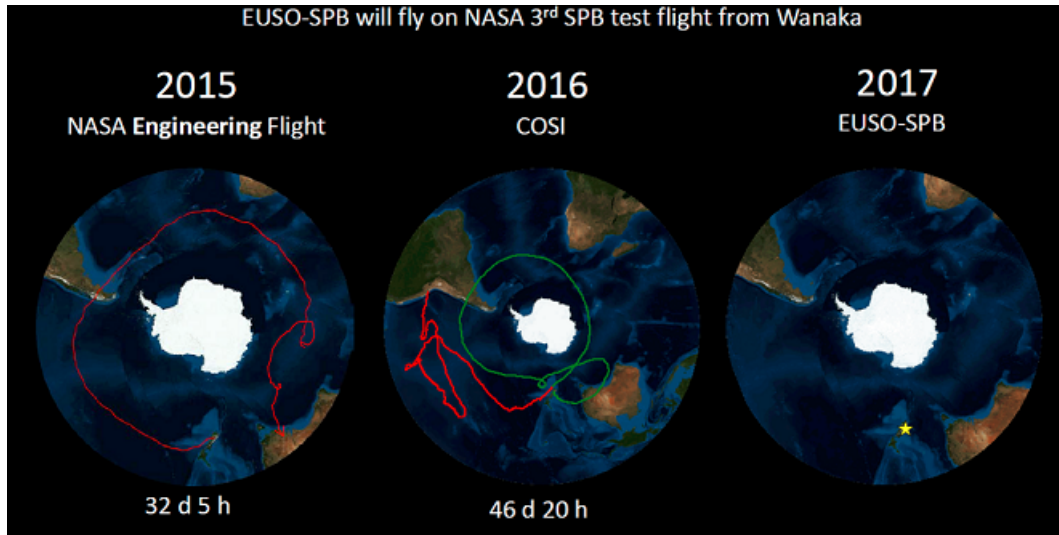 EUSO-SPB will fly on NASA 3rd SPB test flight from Wanaka
2015
NASA Engineering Flight
32 d 5 h
2016
COSI
46 d 20 h
2017
EUSO-SPB